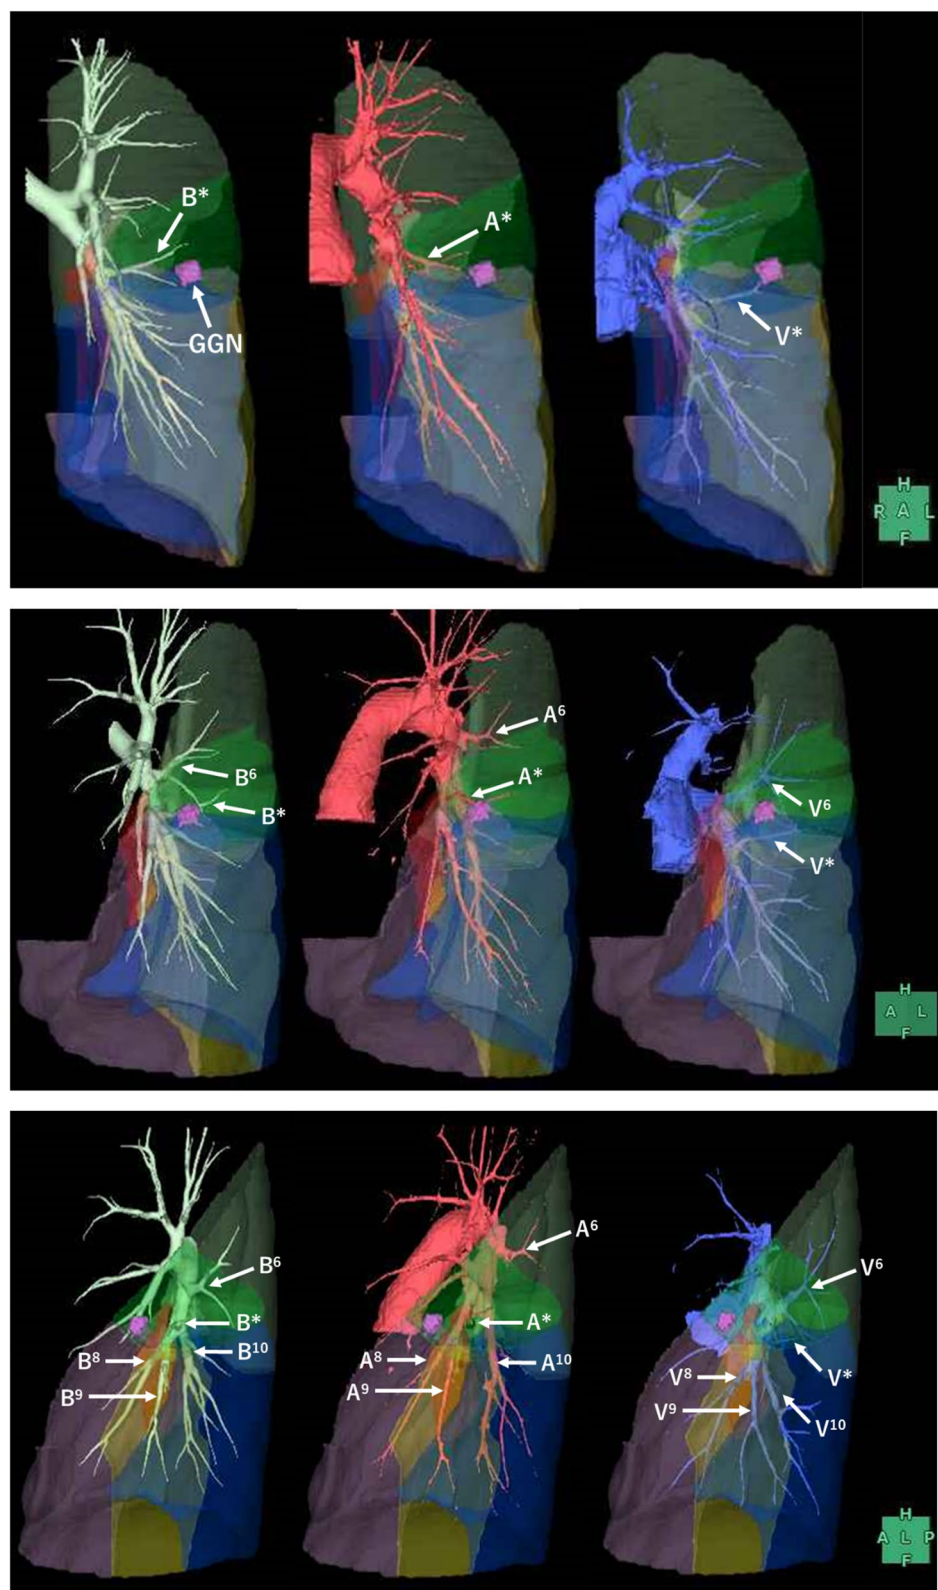 B*
A*
GGN
V*
H
R A L
F
A⁶
B⁶
A*
B*
V⁶
V*
H
A L
F
A⁶
B⁶
V⁶
B*
A*
B¹⁰
B⁸
A⁸
A¹⁰
V⁸
V*
B⁹
A⁹
V⁹
V¹⁰
H
A L P
F